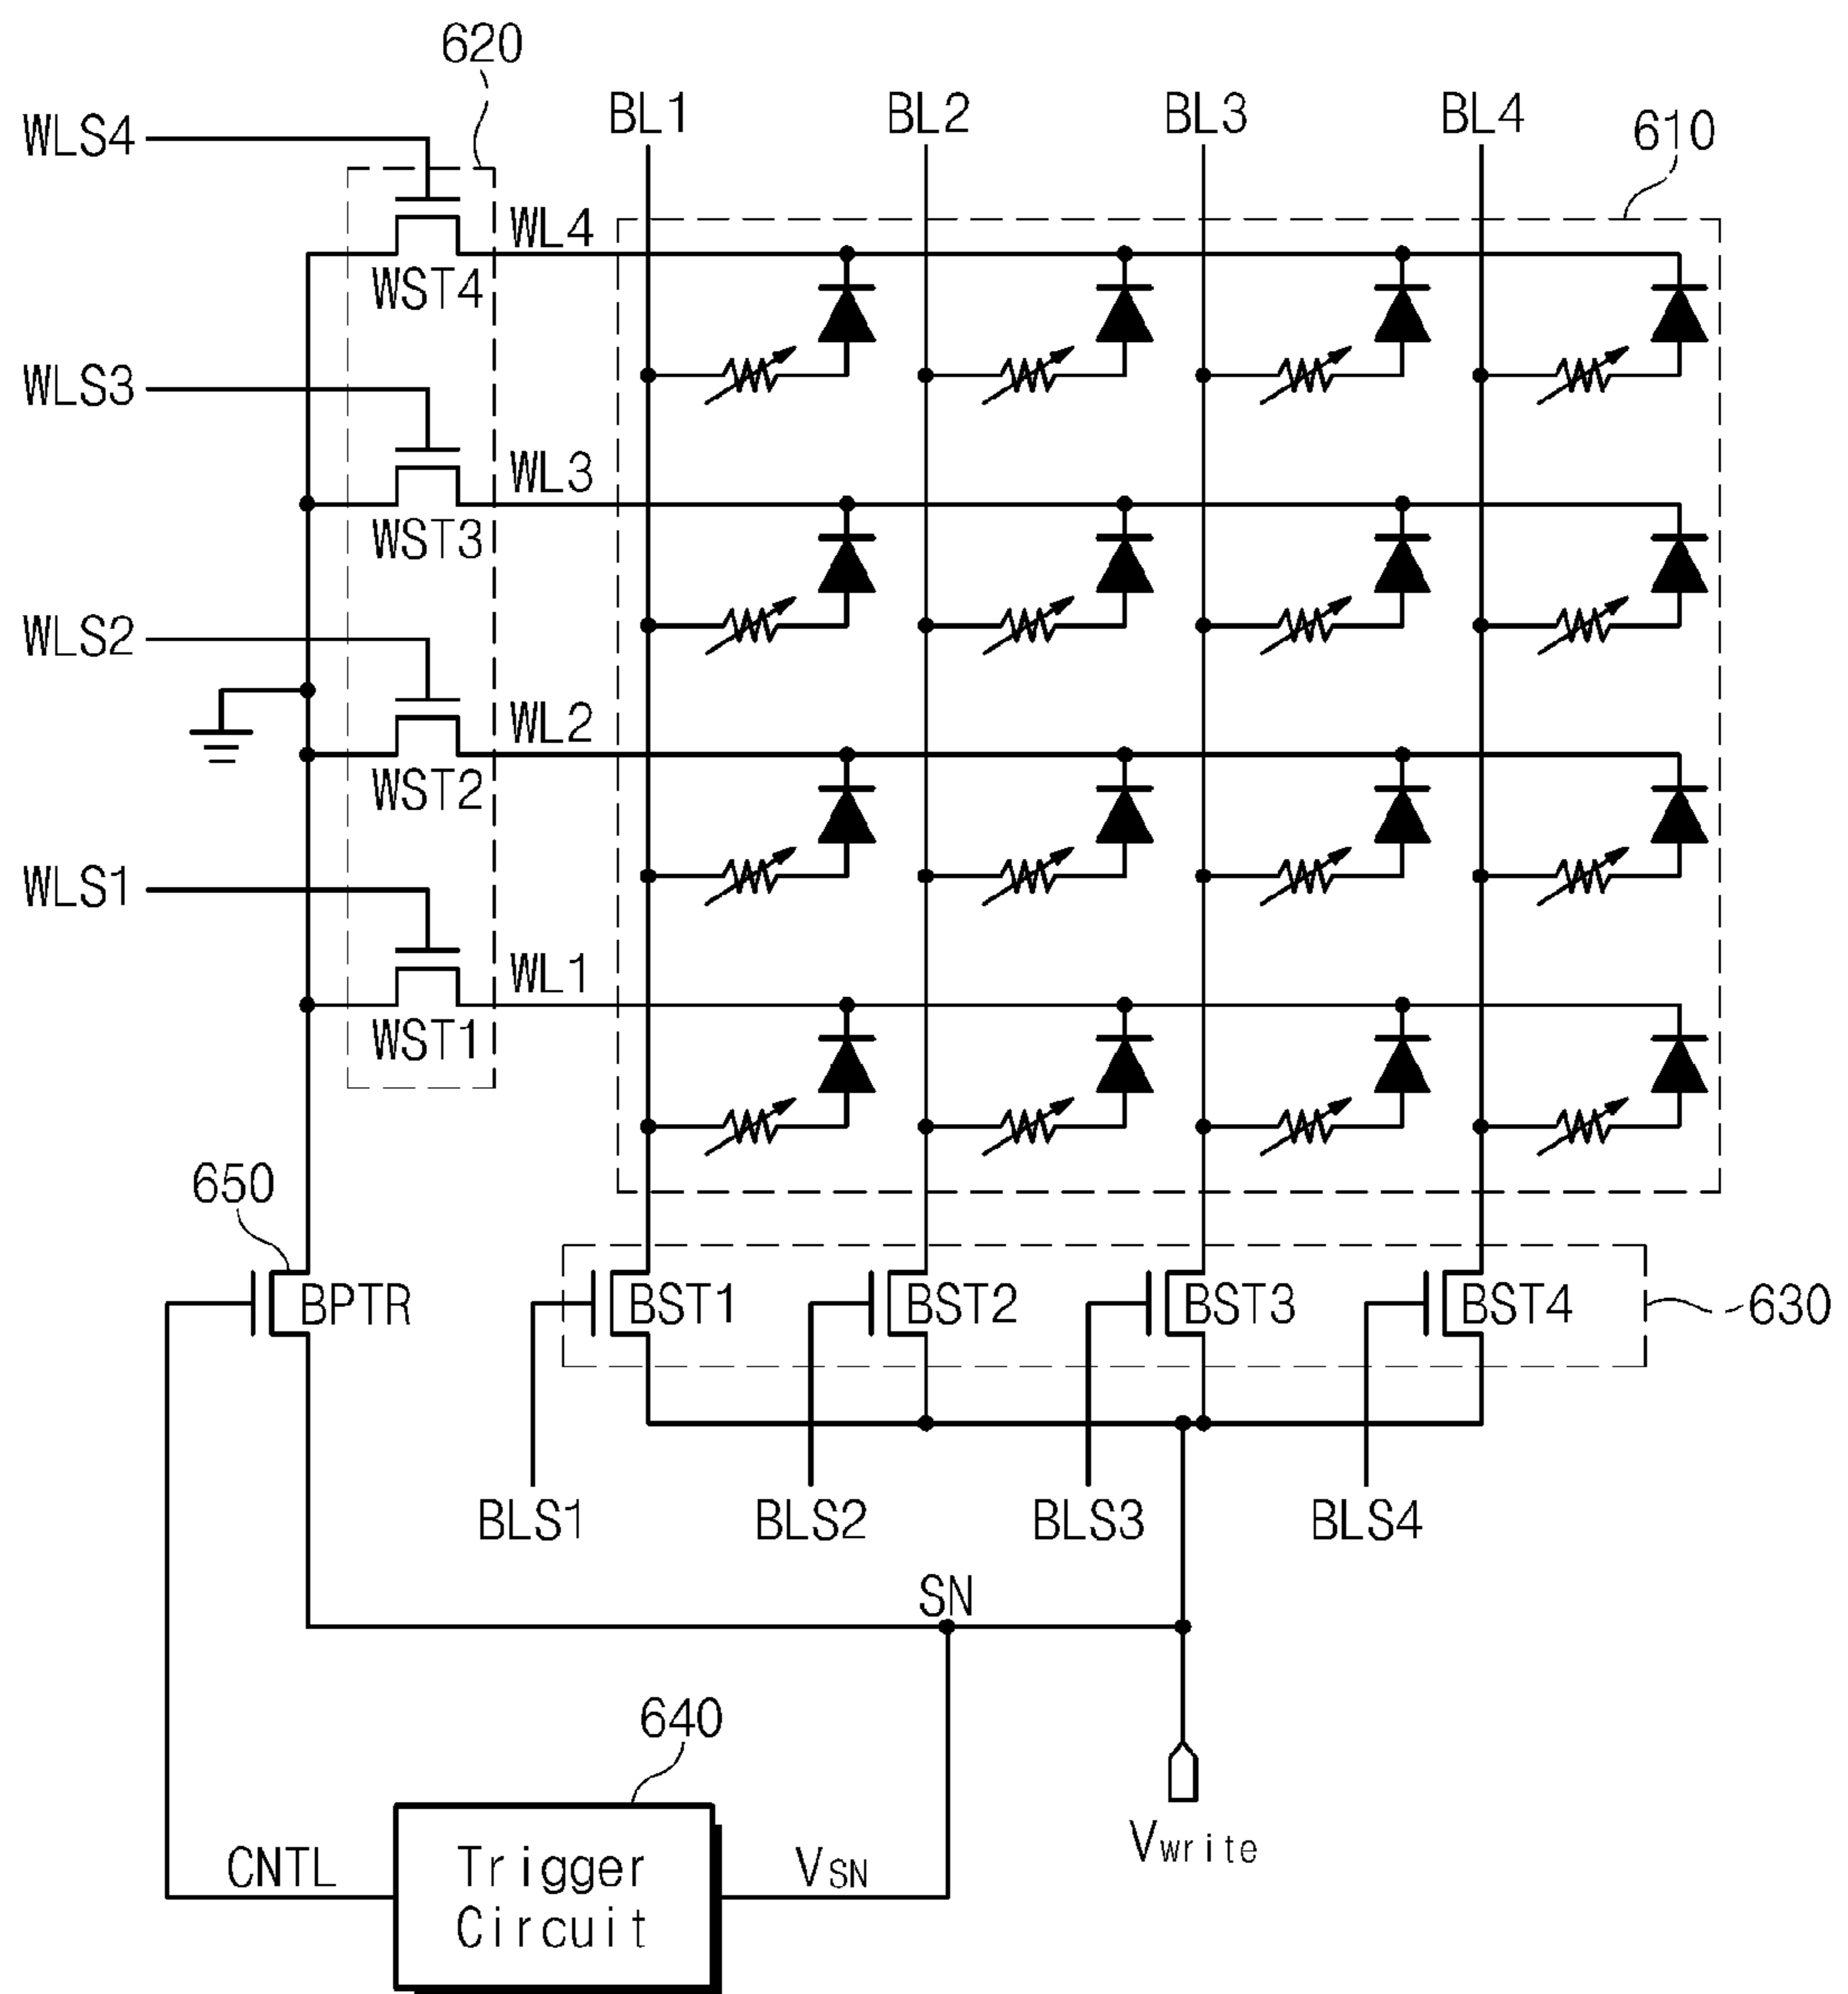 620
WLS4
BL1
BL2
BL3
BL4
610
WL4
WST4
WLS3
WL3
WST3
WLS2
WL2
WST2
WLS1
WL1
WST1
650
BPTR
BST1
BST2
BST3
BST4
630
BLS1
BLS2
BLS3
BLS4
SN
640
Vwrite
CNTL
Trigger
Circuit
VSN